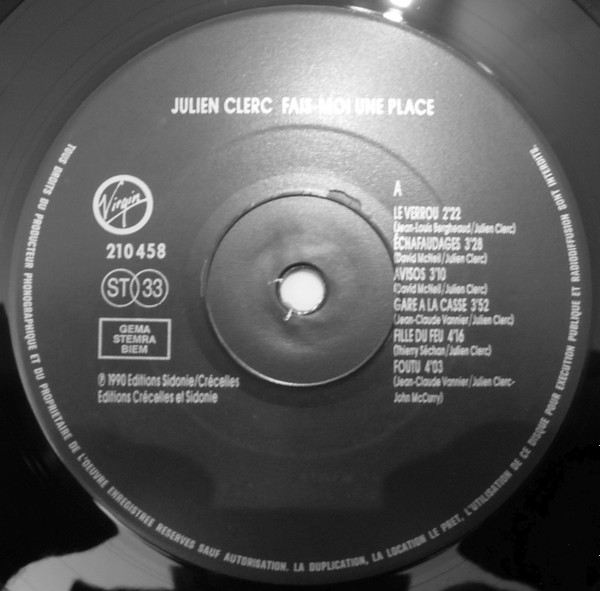 JULIEN CLERC FAIS-MOI UNE PLACE
Virgin
210 458
ST 33
GEMA
STEMRA
BIEM
℗ 1990 Editions Sidonie/Crécelles
Editions Crécelles et Sidonie
A
LE VERROU 2'22
(Jean-Louis Bergheaud/Julien Clerc)
ÉCHAFAUDAGES 3'28
(David McNeil/Julien Clerc)
AVISOS 3'10
(David McNeil/Julien Clerc)
GARE A LA CASSE 3'52
(Jean-Claude Vannier/Julien Clerc)
FILLE DU FEU 4'16
(Thierry Séchan/Julien Clerc)
FOUTU 4'03
(Jean-Claude Vannier/Julien Clerc-
John McCurry)
TOUS DROITS DU PRODUCTEUR PHONOGRAPHIQUE ET DU PROPRIETAIRE DE L'OEUVRE ENREGISTREE RESERVES SAUF AUTORISATION. LA DUPLICATION, LA LOCATION LE PRET, L'UTILISATION DE CE DISQUE POUR EXECUTION PUBLIQUE ET RADIODIFFUSION SONT INTERDITS.